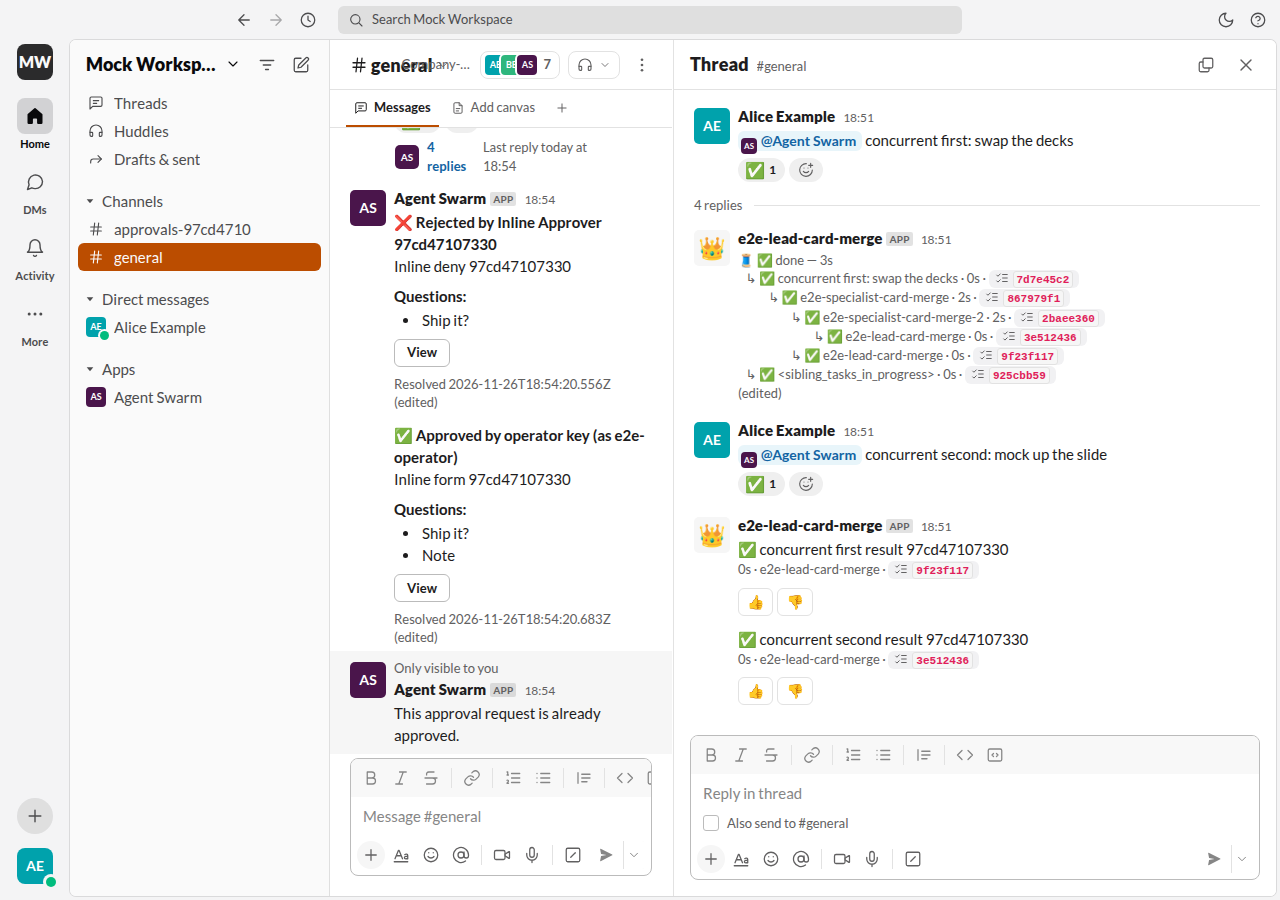 Search Mock Workspace
MW
Home
DMs
Activity
More
AE
Mock Worksp...
Threads
Huddles
Drafts & sent
Channels
# approvals-97cd4710
# general
Direct messages
AE Alice Example
Apps
AS Agent Swarm
# general
Company-...
AS 7
Messages
Add canvas
AS 4 replies
Last reply today at 18:54
AS
Agent Swarm APP 18:54
❌ Rejected by Inline Approver
97cd47107330
Inline deny 97cd47107330
Questions:
• Ship it?
View
Resolved 2026-11-26T18:54:20.556Z
(edited)
✅ Approved by operator key (as e2e-
operator)
Inline form 97cd47107330
Questions:
• Ship it?
• Note
View
Resolved 2026-11-26T18:54:20.683Z
(edited)
Only visible to you
AS
Agent Swarm APP 18:54
This approval request is already
approved.
Message #general
Thread #general
AE
Alice Example 18:51
AS @Agent Swarm concurrent first: swap the decks
✅ 1
4 replies
e2e-lead-card-merge APP 18:51
🧵 ✅ done — 3s
↳ ✅ concurrent first: swap the decks · 0s · 7d7e45c2
↳ ✅ e2e-specialist-card-merge · 2s · 867979f1
↳ ✅ e2e-specialist-card-merge-2 · 2s · 2baee360
↳ ✅ e2e-lead-card-merge · 0s · 3e512436
↳ ✅ e2e-lead-card-merge · 0s · 9f23f117
↳ ✅ <sibling_tasks_in_progress> · 0s · 925cbb59
(edited)
AE
Alice Example 18:51
AS @Agent Swarm concurrent second: mock up the slide
✅ 1
e2e-lead-card-merge APP 18:51
✅ concurrent first result 97cd47107330
0s · e2e-lead-card-merge · 9f23f117
👍 👎
✅ concurrent second result 97cd47107330
0s · e2e-lead-card-merge · 3e512436
👍 👎
Reply in thread
Also send to #general